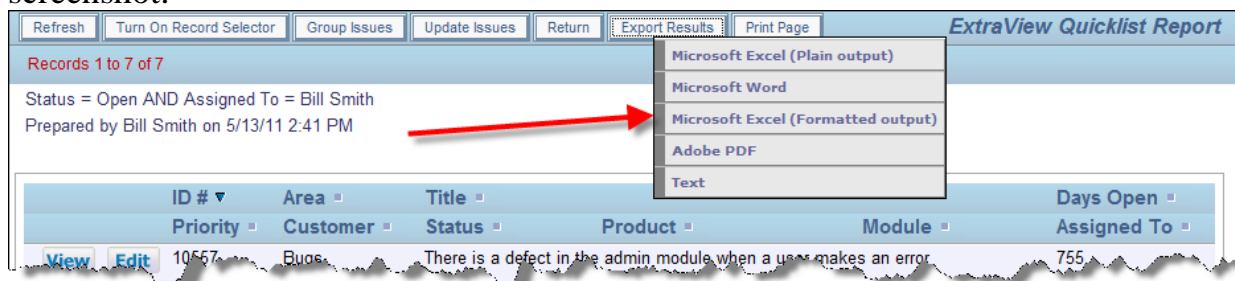 screenshot.
Refresh Turn On Record Selector Group Issues Update Issues Return Export Results Print Page ExtraView Quicklist Report
Records 1 to 7 of 7
Microsoft Excel (Plain output)
Microsoft Word
Microsoft Excel (Formatted output)
Adobe PDF
Text
Status = Open AND Assigned To = Bill Smith
Prepared by Bill Smith on 5/13/11 2:41 PM
ID # Area Title Days Open
Priority Customer Status Product Module Assigned To
View Edit 10557 Bugs There is a defect in the admin module when a user makes an error 755